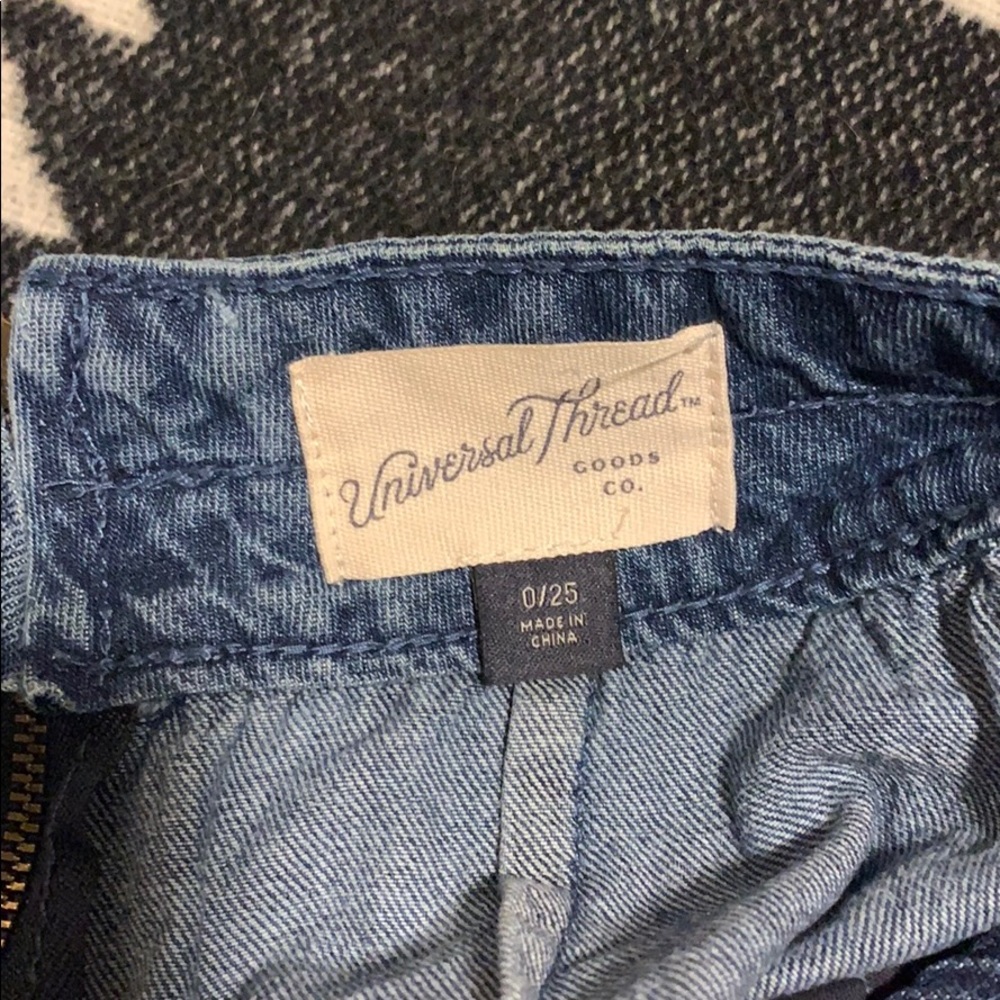 Universal Thread™
GOODS
CO.
0/25
MADE IN
CHINA